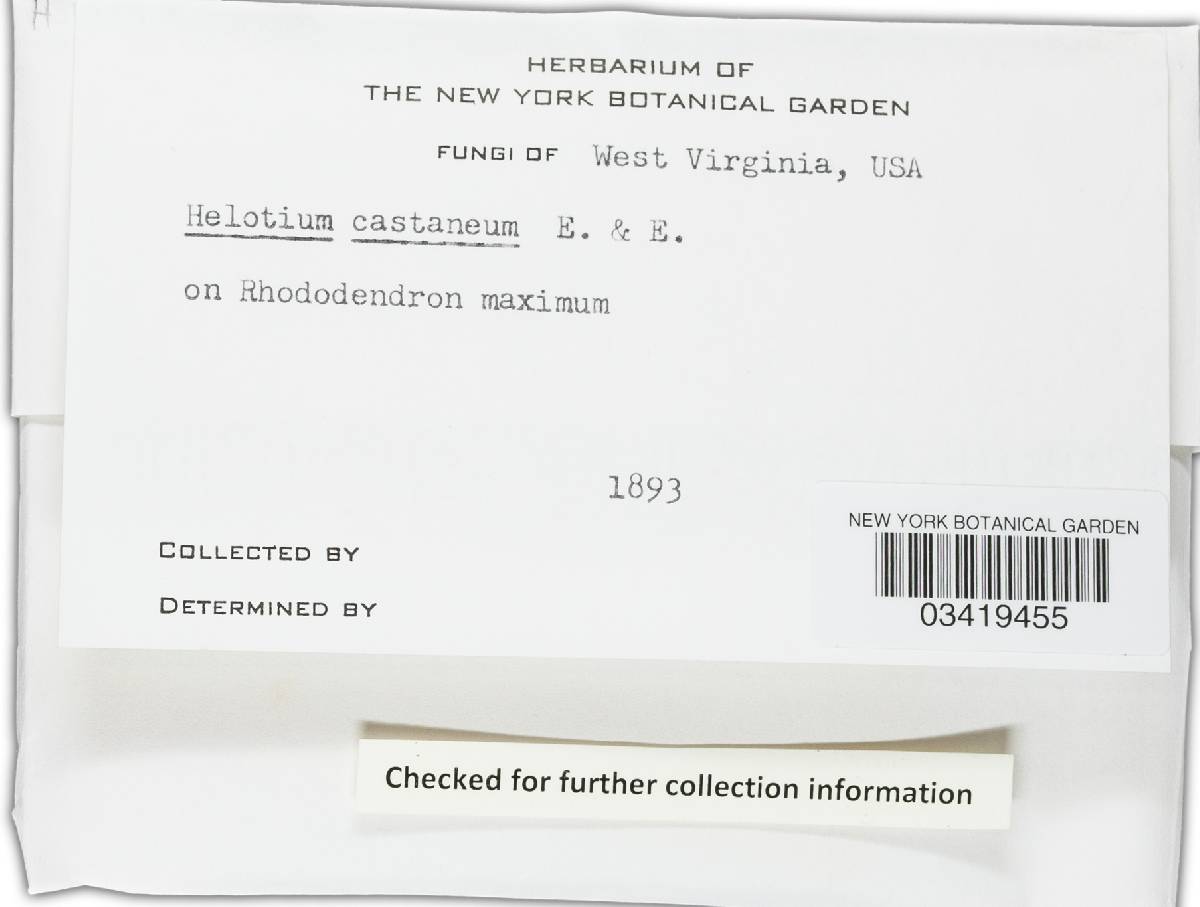 H
HERBARIUM OF
THE NEW YORK BOTANICAL GARDEN
FUNGI OF West Virginia, USA
Helotium castaneum E. & E.
on Rhododendron maximum
1893
COLLECTED BY
DETERMINED BY
NEW YORK BOTANICAL GARDEN
03419455
Checked for further collection information